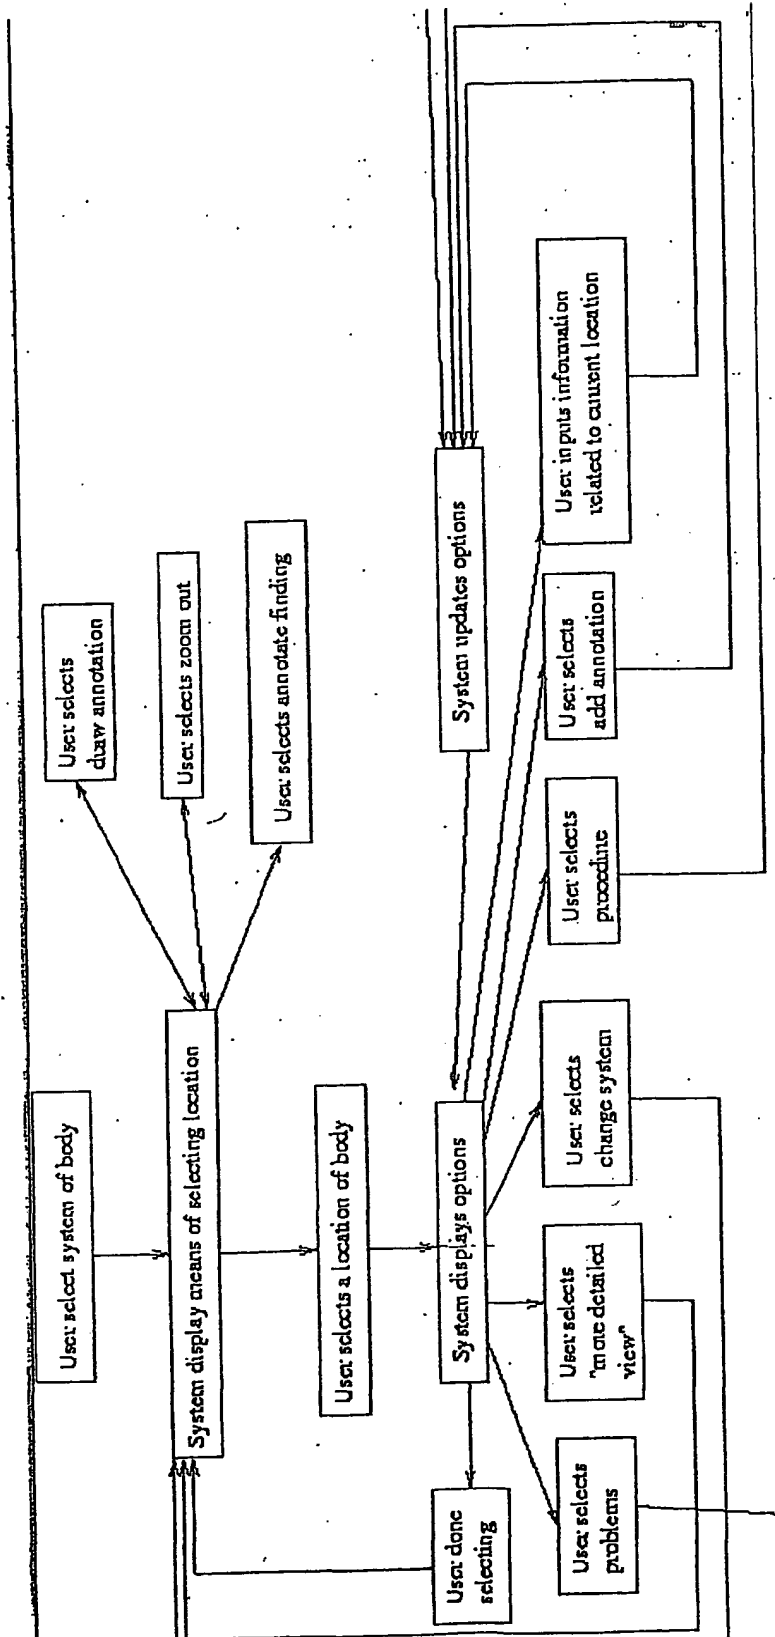 User select system of body
System display means of selecting location
User selects
draw annotation
User selects zoom out
User selects annotate finding
User selects a location of body
User done
selecting
System displays options
System updates options
User selects
problems
User selects
"more detailed
view"
User selects
change system
User selects
procedure
User selects
add annotation
User inputs information
related to current location